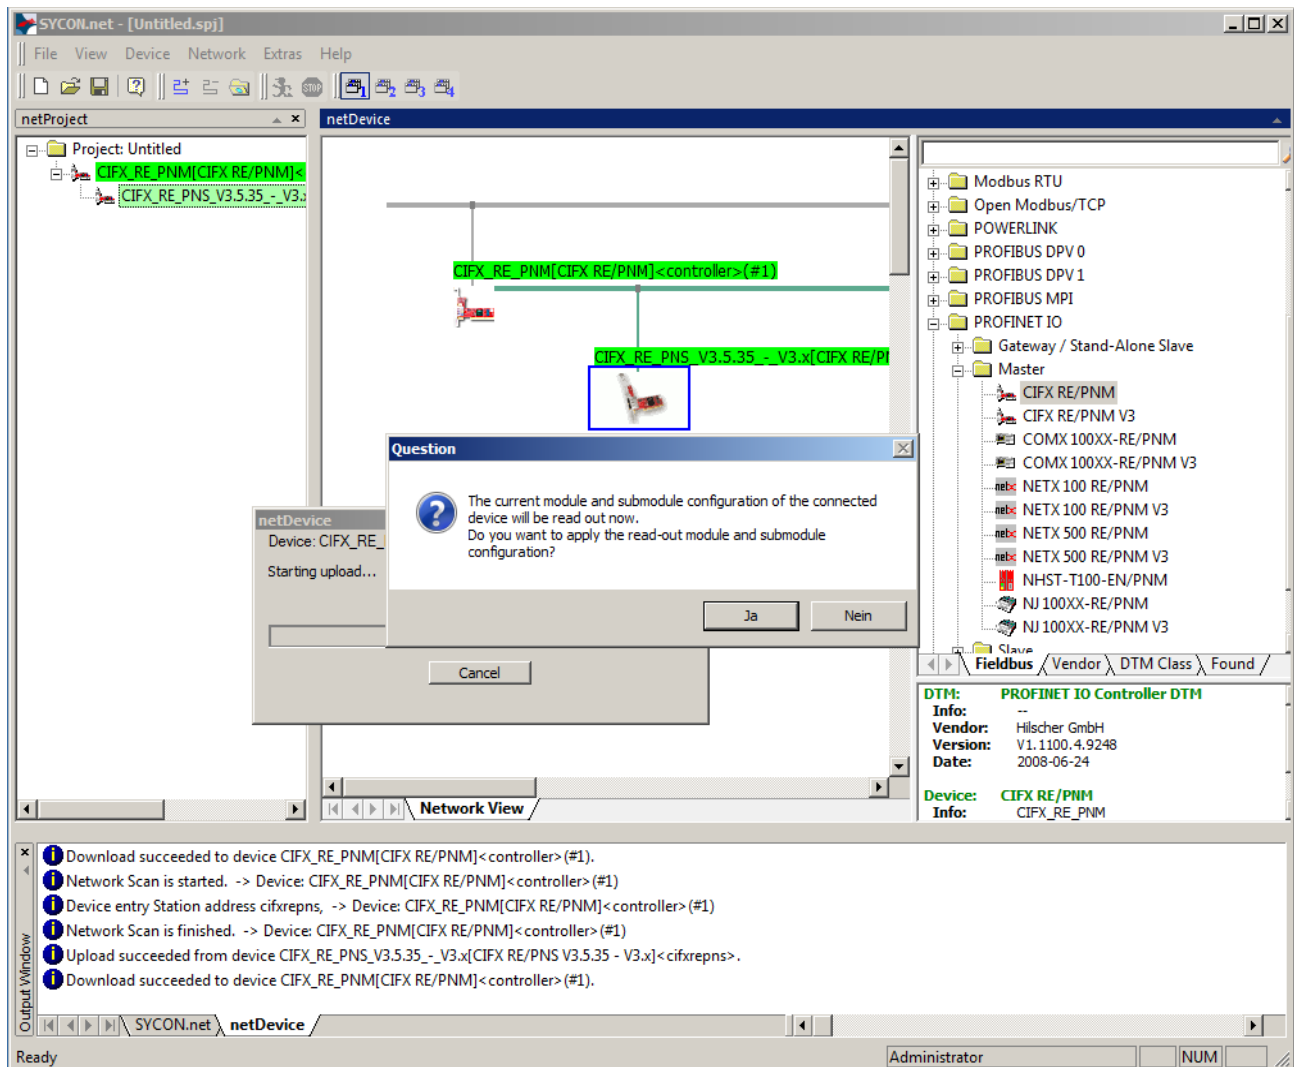 SYCON.net - [Untitled.spj]
File View Device Network Extras Help
netProject
netDevice
Project: Untitled
CIFX_RE_PNM[CIFX RE/PNM]<
CIFX_RE_PNS_V3.5.35_-_V3.x
CIFX_RE_PNM[CIFX RE/PNM]<controller>(#1)
CIFX_RE_PNS_V3.5.35_-_V3.x[CIFX RE/PN
Network View
Modbus RTU
Open Modbus/TCP
POWERLINK
PROFIBUS DPV0
PROFIBUS DPV1
PROFIBUS MPI
PROFINET IO
Gateway / Stand-Alone Slave
Master
CIFX RE/PNM
CIFX RE/PNM V3
COMX 100XX-RE/PNM
COMX 100XX-RE/PNM V3
NETX 100 RE/PNM
NETX 100 RE/PNM V3
NETX 500 RE/PNM
NETX 500 RE/PNM V3
NHST-T100-EN/PNM
NJ 100XX-RE/PNM
NJ 100XX-RE/PNM V3
Slave
Fieldbus Vendor DTM Class Found
DTM: PROFINET IO Controller DTM
Info: --
Vendor: Hilscher GmbH
Version: V1.1100.4.9248
Date: 2008-06-24
Device: CIFX RE/PNM
Info: CIFX_RE_PNM
netDevice
Device: CIFX_RE_
Starting upload...
Cancel
Question
The current module and submodule configuration of the connected
device will be read out now.
Do you want to apply the read-out module and submodule
configuration?
Ja Nein
Output Window
Download succeeded to device CIFX_RE_PNM[CIFX RE/PNM]<controller>(#1).
Network Scan is started. -> Device: CIFX_RE_PNM[CIFX RE/PNM]<controller>(#1)
Device entry Station address cifxrepns, -> Device: CIFX_RE_PNM[CIFX RE/PNM]<controller>(#1)
Network Scan is finished. -> Device: CIFX_RE_PNM[CIFX RE/PNM]<controller>(#1)
Upload succeeded from device CIFX_RE_PNS_V3.5.35_-_V3.x[CIFX RE/PNS V3.5.35 - V3.x]<cifxrepns>.
Download succeeded to device CIFX_RE_PNM[CIFX RE/PNM]<controller>(#1).
SYCON.net netDevice
Ready
Administrator
NUM